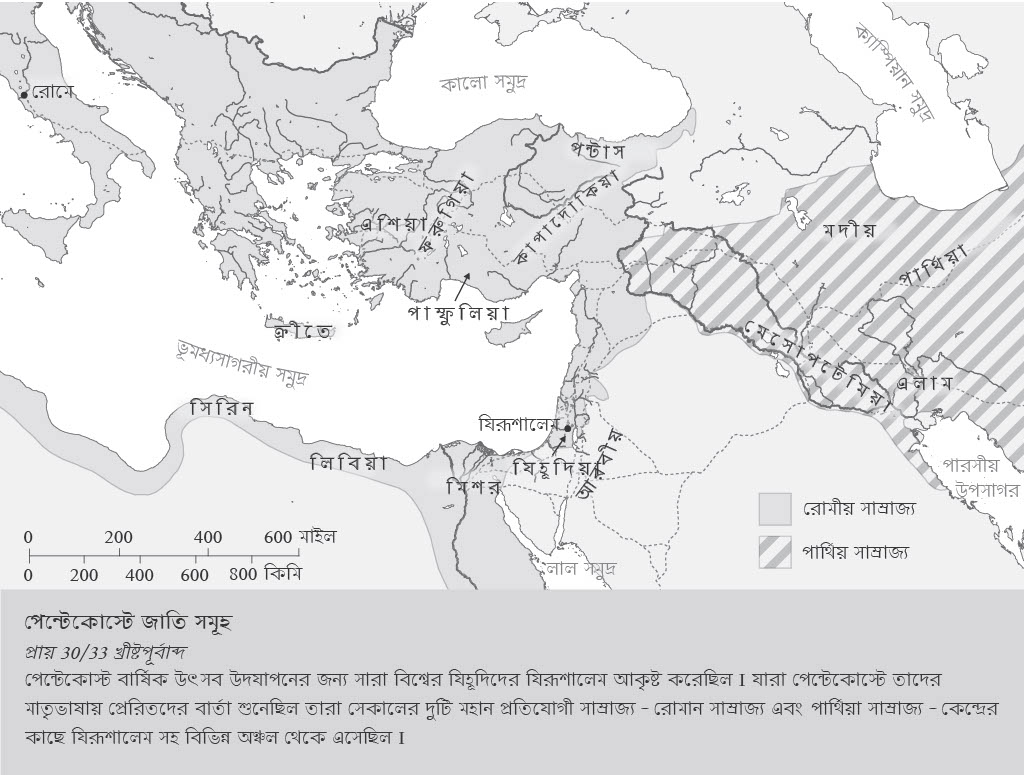 কালো সমুদ্র
ক্যাস্পিয়ান সমুদ্র
রোমে
পন্টাস
এশিয়া
ফরুগিয়া
কাপাদোকিয়া
মদীয়
পার্থিয়া
পাম্ফুলিয়া
ক্রীতে
মেসোপটেমিয়া
এলাম
ভূমধ্যসাগরীয় সমুদ্র
সিরিন
যিরূশালেম
লিবিয়া
যিহূদিয়া
আরবীয়
মিশর
পারসীয়
উপসাগর
লাল সমুদ্র
রোমীয় সাম্রাজ্য
পার্থিয় সাম্রাজ্য
0 200 400 600 মাইল
0 200 400 600 800 কিমি
পেন্টেকোস্টে জাতি সমূহ
প্রায় 30/33 খ্রীষ্টপূর্বাব্দ
পেন্টেকোস্ট বার্ষিক উৎসব উদযাপনের জন্য সারা বিশ্বের যিহূদিদের যিরূশালেম আকৃষ্ট করেছিল I যারা পেন্টেকোস্টে তাদের
মাতৃভাষায় প্রেরিতদের বার্তা শুনেছিল তারা সেকালের দুটি মহান প্রতিযোগী সাম্রাজ্য - রোমান সাম্রাজ্য এবং পার্থিয়া সাম্রাজ্য - কেন্দ্রের
কাছে যিরূশালেম সহ বিভিন্ন অঞ্চল থেকে এসেছিল I